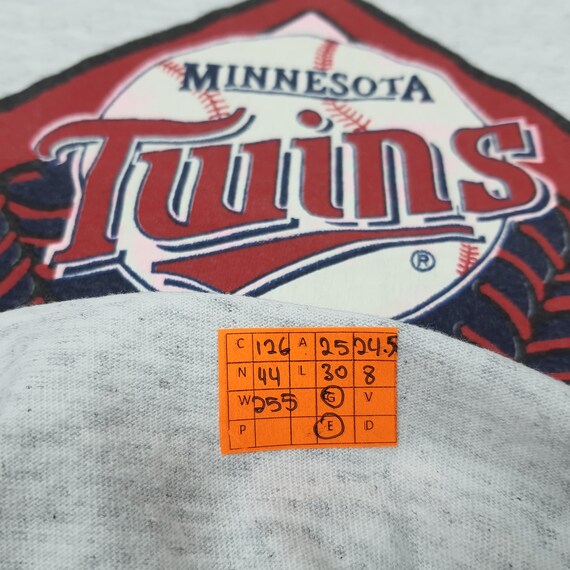 MINNESOTA
Twins
®
C 126 A 25 24.5
N 44 L 30 8
W 255 G V
P E D